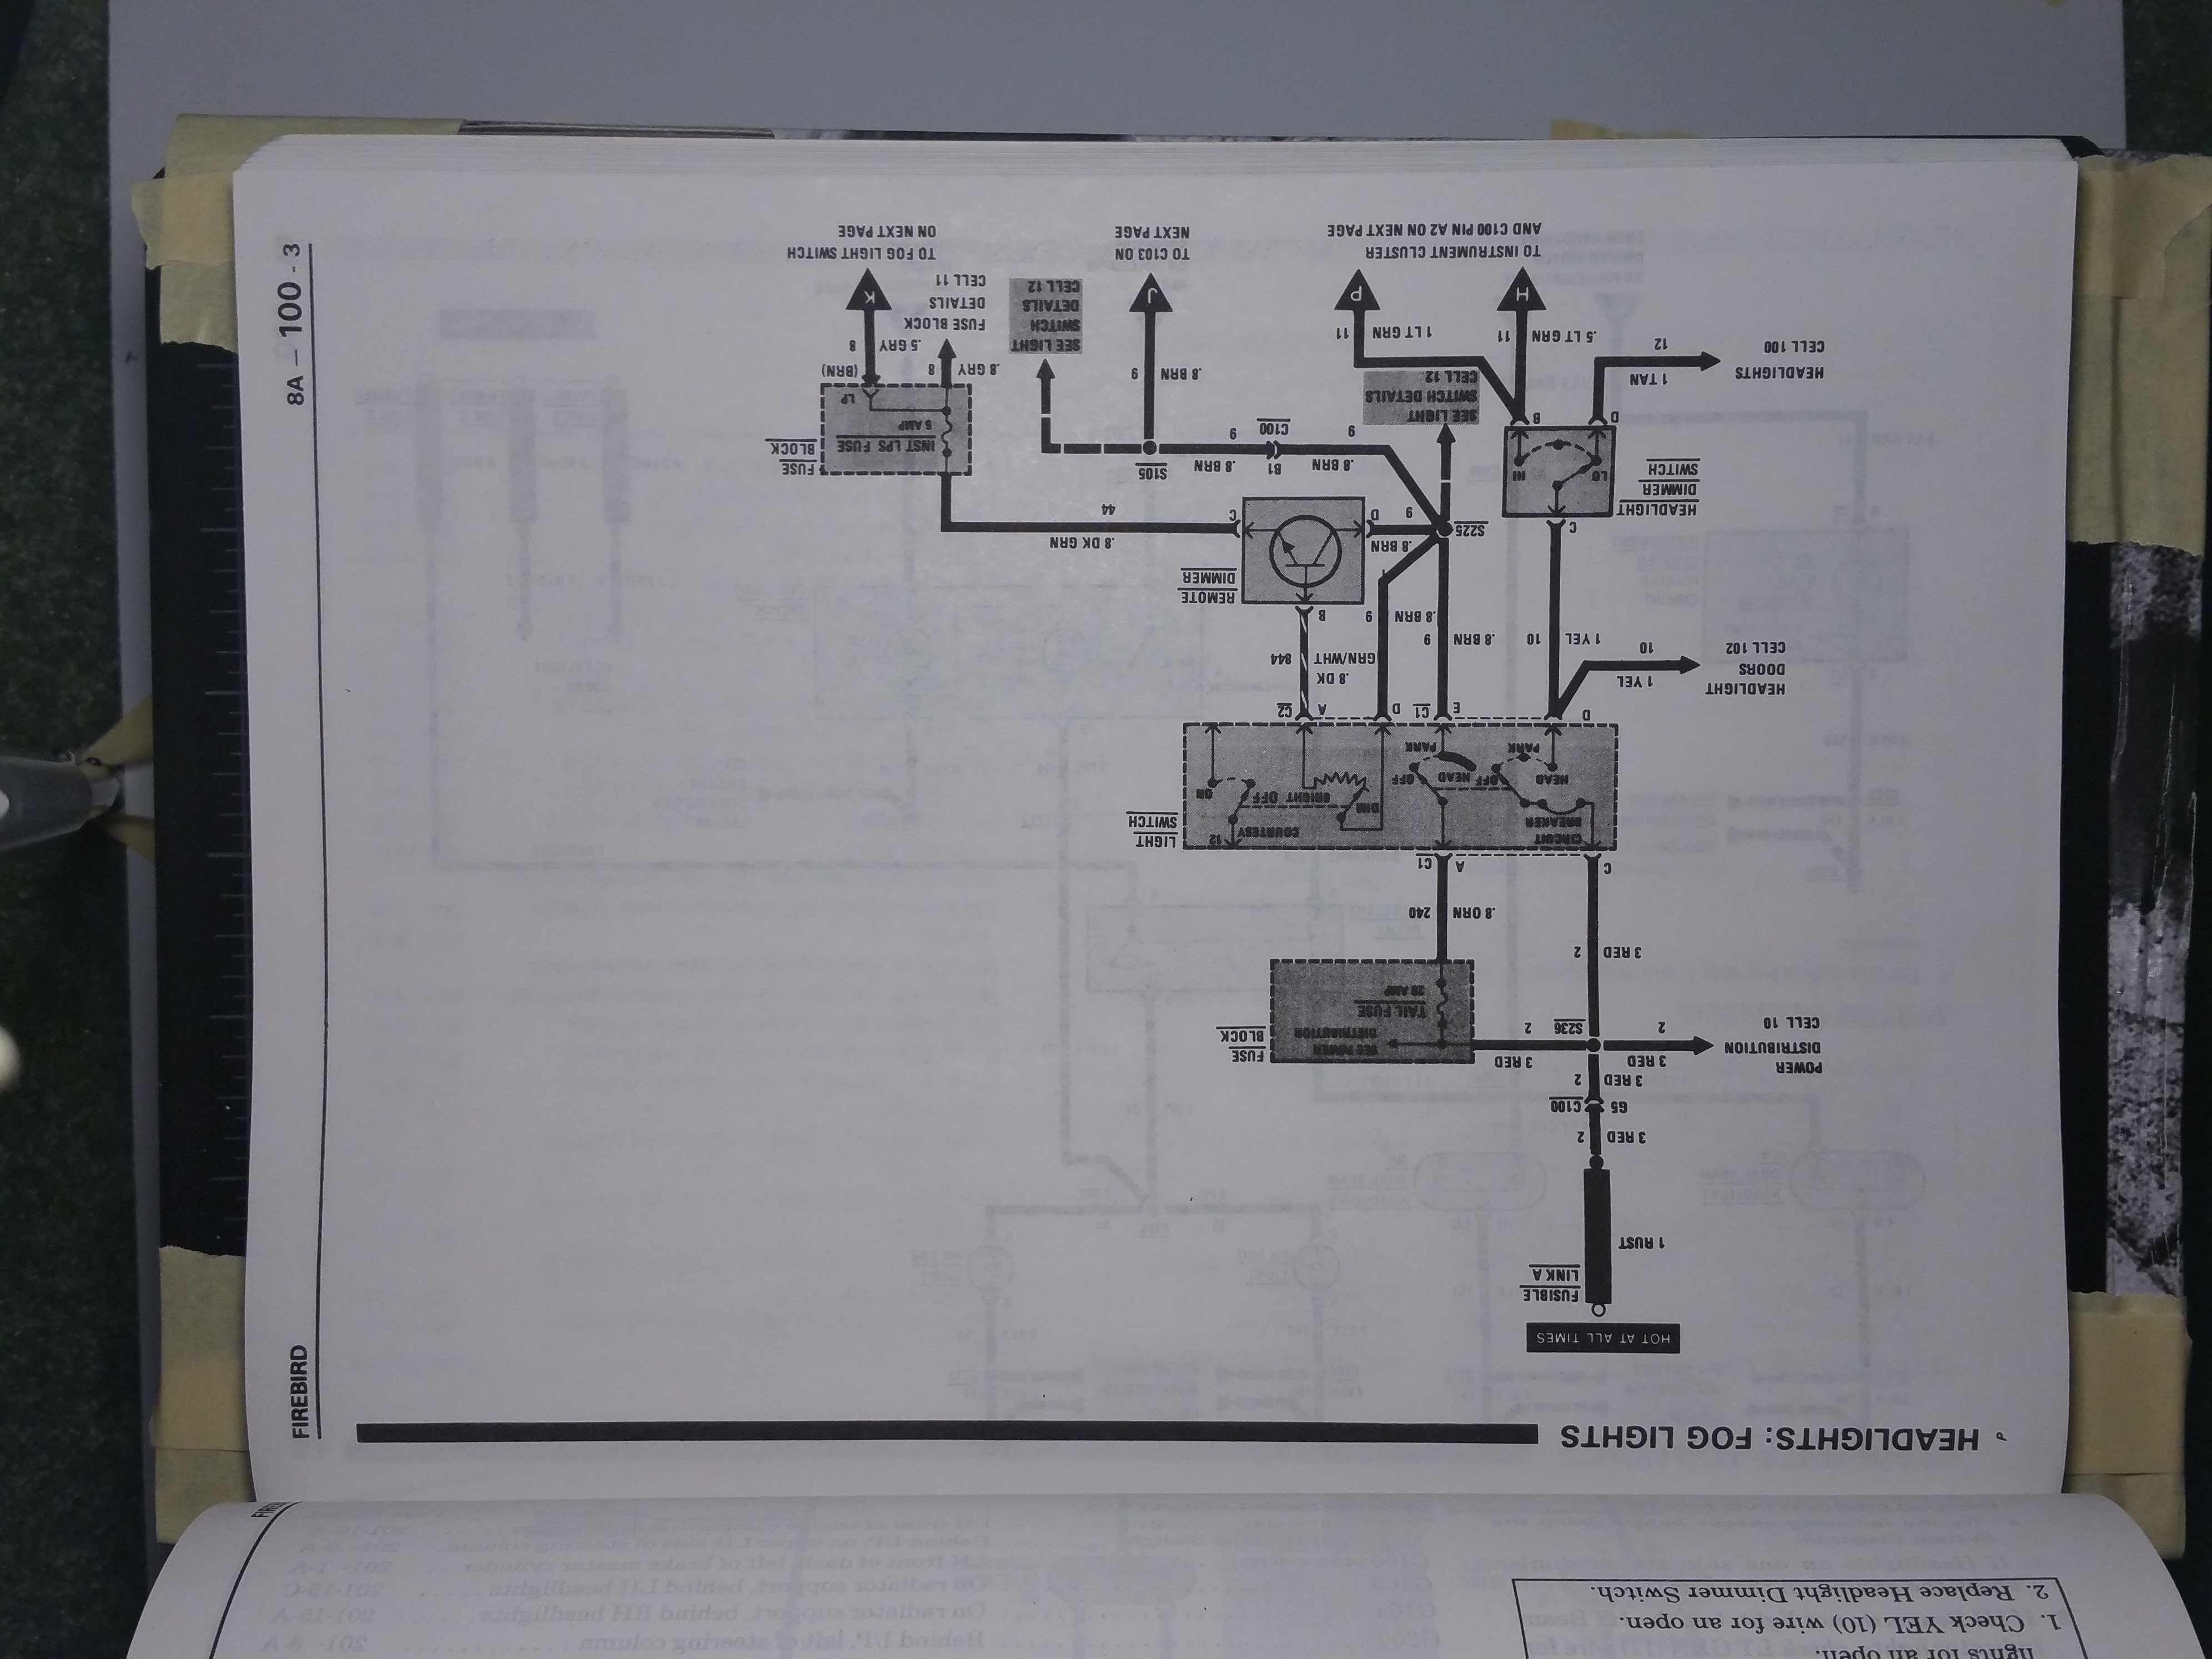 HEADLIGHTS: FOG LIGHTS
FIREBIRD
8A — 100 - 3
HOT AT ALL TIMES
FUSIBLE
LINK A
1 RUST
3 RED
2
G5
C100
3 RED
2
POWER
DISTRIBUTION
CELL 10
3 RED
2
S236
3 RED
2
FUSE
BLOCK
SEE POWER
DISTRIBUTION
TAIL FUSE
20 AMP
3 RED
2
.8 ORN
240
C
A
C1
LIGHT
SWITCH
CIRCUIT
BREAKER
HEAD
OFF
PARK
OFF
HEAD
PARK
DIM
BRIGHT
OFF
COURTESY
12
ON
D
E
C1
D
A
C2
HEADLIGHT
DOORS
CELL 102
1 YEL
10
1 YEL
10
.8 BRN
9
.8 BRN
9
.8 DK
GRN/WHT
844
B
REMOTE
DIMMER
D
C
.8 BRN
9
S225
.8 DK GRN
44
C
HEADLIGHT
DIMMER
SWITCH
LO
HI
D
B
.8 BRN
9
B1
C100
.8 BRN
9
S105
FUSE
BLOCK
INST LPS FUSE
5 AMP
LP
SEE LIGHT
SWITCH DETAILS
CELL 12
HEADLIGHTS
CELL 100
1 TAN
12
.5 LT GRN
11
1 LT GRN
11
.8 BRN
9
SEE LIGHT
SWITCH
DETAILS
CELL 12
.8 GRY
8
FUSE BLOCK
DETAILS
CELL 11
(BRN)
.5 GRY
8
H
P
J
K
TO INSTRUMENT CLUSTER
AND C100 PIN A2 ON NEXT PAGE
TO C103 ON
NEXT PAGE
TO FOG LIGHT SWITCH
ON NEXT PAGE
lights for an open.
1. Check YEL (10) wire for an open.
2. Replace Headlight Dimmer Switch.